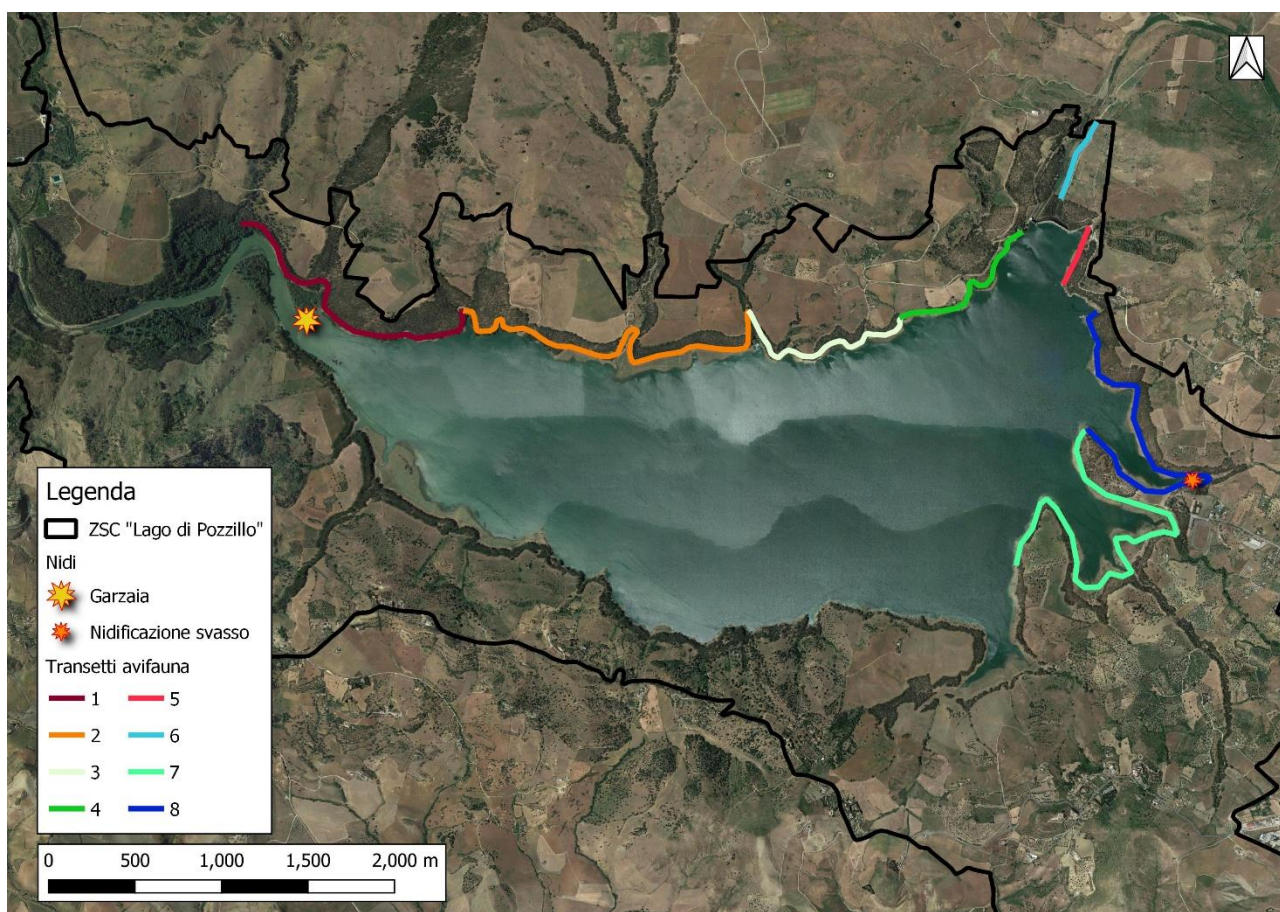 Legenda
ZSC "Lago di Pozzillo"
Nidi
Garzaia
Nidificazione svasso
Transetti avifauna
1 5
2 6
3 7
4 8
0 500 1,000 1,500 2,000 m